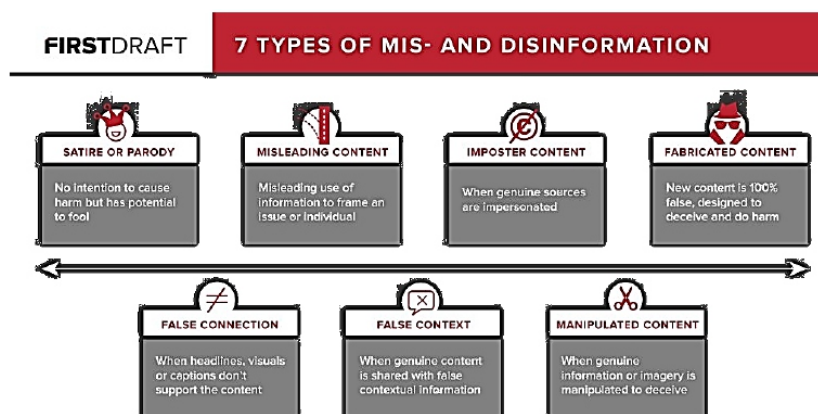 FIRSTDRAFT
7 TYPES OF MIS- AND DISINFORMATION
SATIRE OR PARODY
No intention to cause
harm but has potential
to fool
MISLEADING CONTENT
Misleading use of
information to frame an
issue or individual
IMPOSTER CONTENT
When genuine sources
are impersonated
FABRICATED CONTENT
New content is 100%
false, designed to
deceive and do harm
FALSE CONNECTION
When headlines, visuals
or captions don't
support the content
FALSE CONTEXT
When genuine content
is shared with false
contextual information
MANIPULATED CONTENT
When genuine
information or imagery is
manipulated to deceive